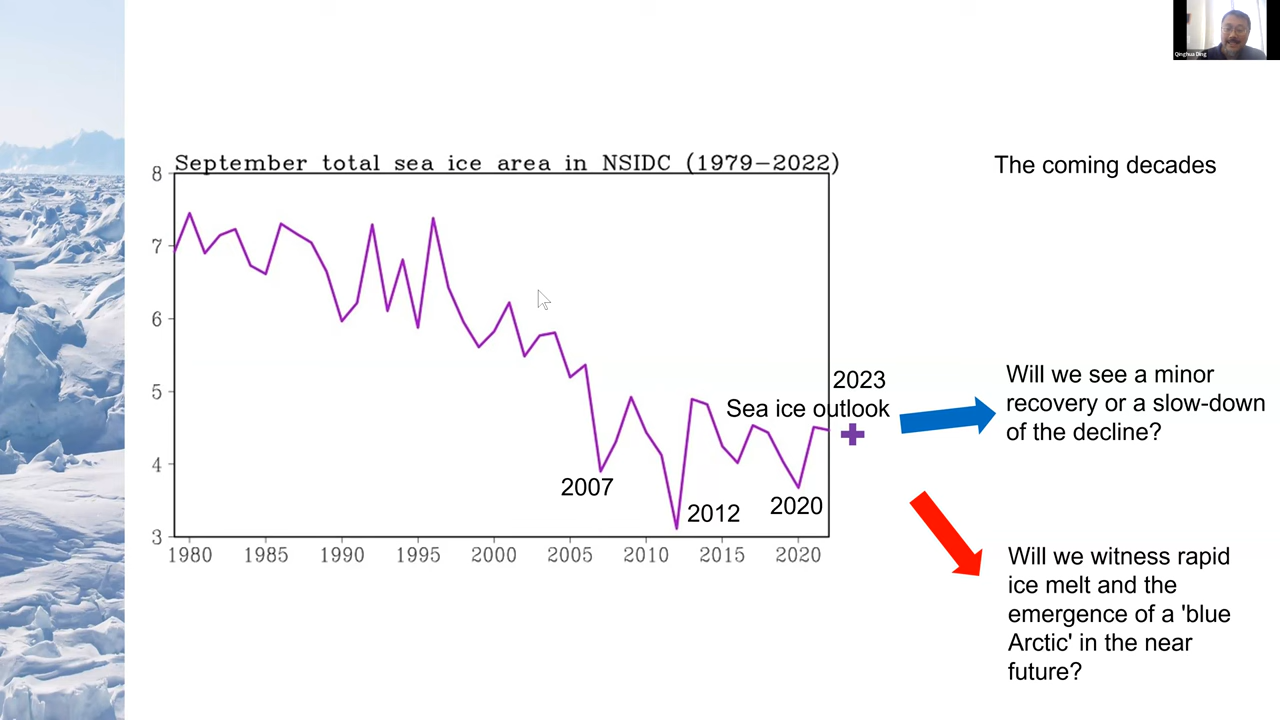 Qinghua Ding
September total sea ice area in NSIDC (1979-2022)
The coming decades
8
7
6
5
4
3
1980 1985 1990 1995 2000 2005 2010 2015 2020
2007
2012
2020
2023
Sea ice outlook
Will we see a minor
recovery or a slow-down
of the decline?
Will we witness rapid
ice melt and the
emergence of a 'blue
Arctic' in the near
future?